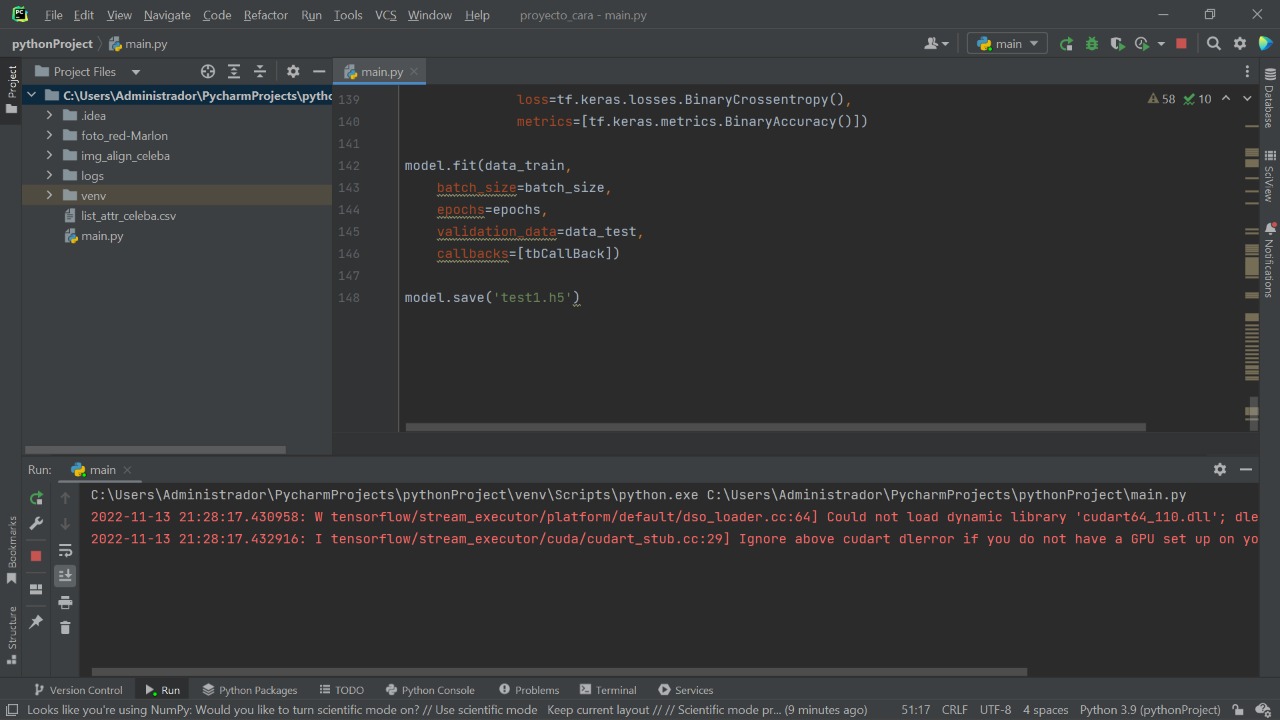 PC File Edit View Navigate Code Refactor Run Tools VCS Window Help proyecto_cara - main.py
pythonProject main.py main
Project Files main.py
Project
C:\Users\Administrador\PycharmProjects\pytho
.idea
foto_red-Marlon
img_align_celeba
logs
venv
list_attr_celeba.csv
main.py
58 10
139 loss=tf.keras.losses.BinaryCrossentropy(),
140 metrics=[tf.keras.metrics.BinaryAccuracy()])
141
142 model.fit(data_train,
143 batch_size=batch_size,
144 epochs=epochs,
145 validation_data=data_test,
146 callbacks=[tbCallBack])
147
148 model.save('test1.h5')
Database
SciView
Notifications
Run: main
C:\Users\Administrador\PycharmProjects\pythonProject\venv\Scripts\python.exe C:\Users\Administrador\PycharmProjects\pythonProject\main.py
2022-11-13 21:28:17.430958: W tensorflow/stream_executor/platform/default/dso_loader.cc:64] Could not load dynamic library 'cudart64_110.dll'; dle
2022-11-13 21:28:17.432916: I tensorflow/stream_executor/cuda/cudart_stub.cc:29] Ignore above cudart dlerror if you do not have a GPU set up on yo
Bookmarks
Structure
Version Control Run Python Packages TODO Python Console Problems Terminal Services
Looks like you're using NumPy: Would you like to turn scientific mode on? // Use scientific mode Keep current layout // // Scientific mode pr... (9 minutes ago) 51:17 CRLF UTF-8 4 spaces Python 3.9 (pythonProject)